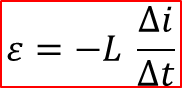 ε = −L Δi/Δt